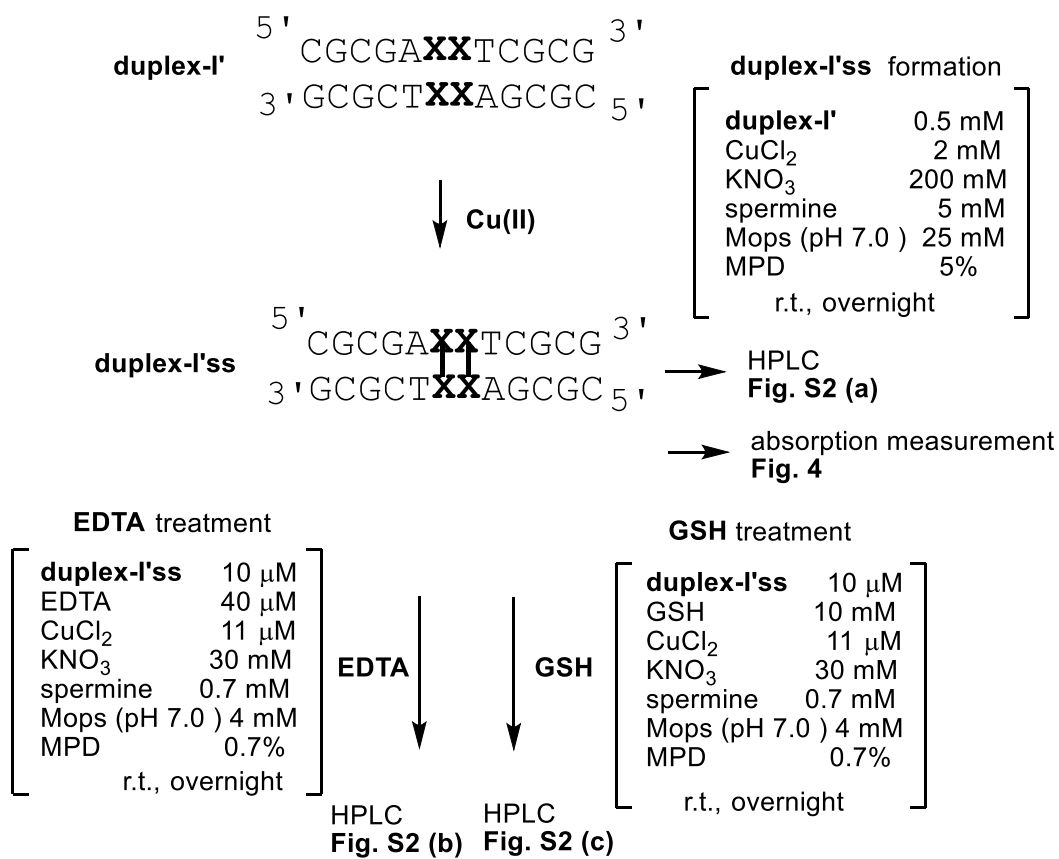 5' CGCGAXXTCGCG 3'
duplex-I'
3' GCGCTXXAGCGC 5'
duplex-I'ss formation
duplex-I' 0.5 mM
CuCl2 2 mM
KNO3 200 mM
spermine 5 mM
Mops (pH 7.0 ) 25 mM
MPD 5%
r.t., overnight
Cu(II)
5' CGCGAXXTCGCG 3'
duplex-I'ss
3' GCGCTXXAGCGC 5'
HPLC
Fig. S2 (a)
absorption measurement
Fig. 4
EDTA treatment
duplex-I'ss 10 μM
EDTA 40 μM
CuCl2 11 μM
KNO3 30 mM
spermine 0.7 mM
Mops (pH 7.0 ) 4 mM
MPD 0.7%
r.t., overnight
EDTA
GSH
GSH treatment
duplex-I'ss 10 μM
GSH 10 mM
CuCl2 11 μM
KNO3 30 mM
spermine 0.7 mM
Mops (pH 7.0 ) 4 mM
MPD 0.7%
r.t., overnight
HPLC
Fig. S2 (b)
HPLC
Fig. S2 (c)